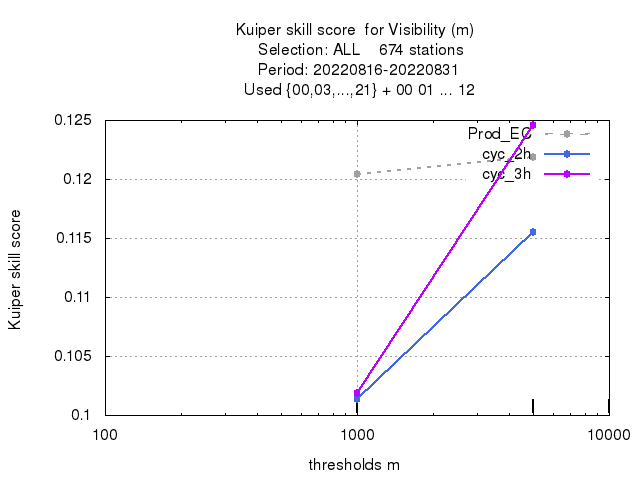 Kuiper skill score  for Visibility (m)
Selection: ALL    674 stations
Period: 20220816-20220831
Used {00,03,...,21} + 00 01 ... 12
0.125
0.12
0.115
0.11
0.105
0.1
Kuiper skill score
Prod_EC
cyc_2h
cyc_3h
100
1000
10000
thresholds m